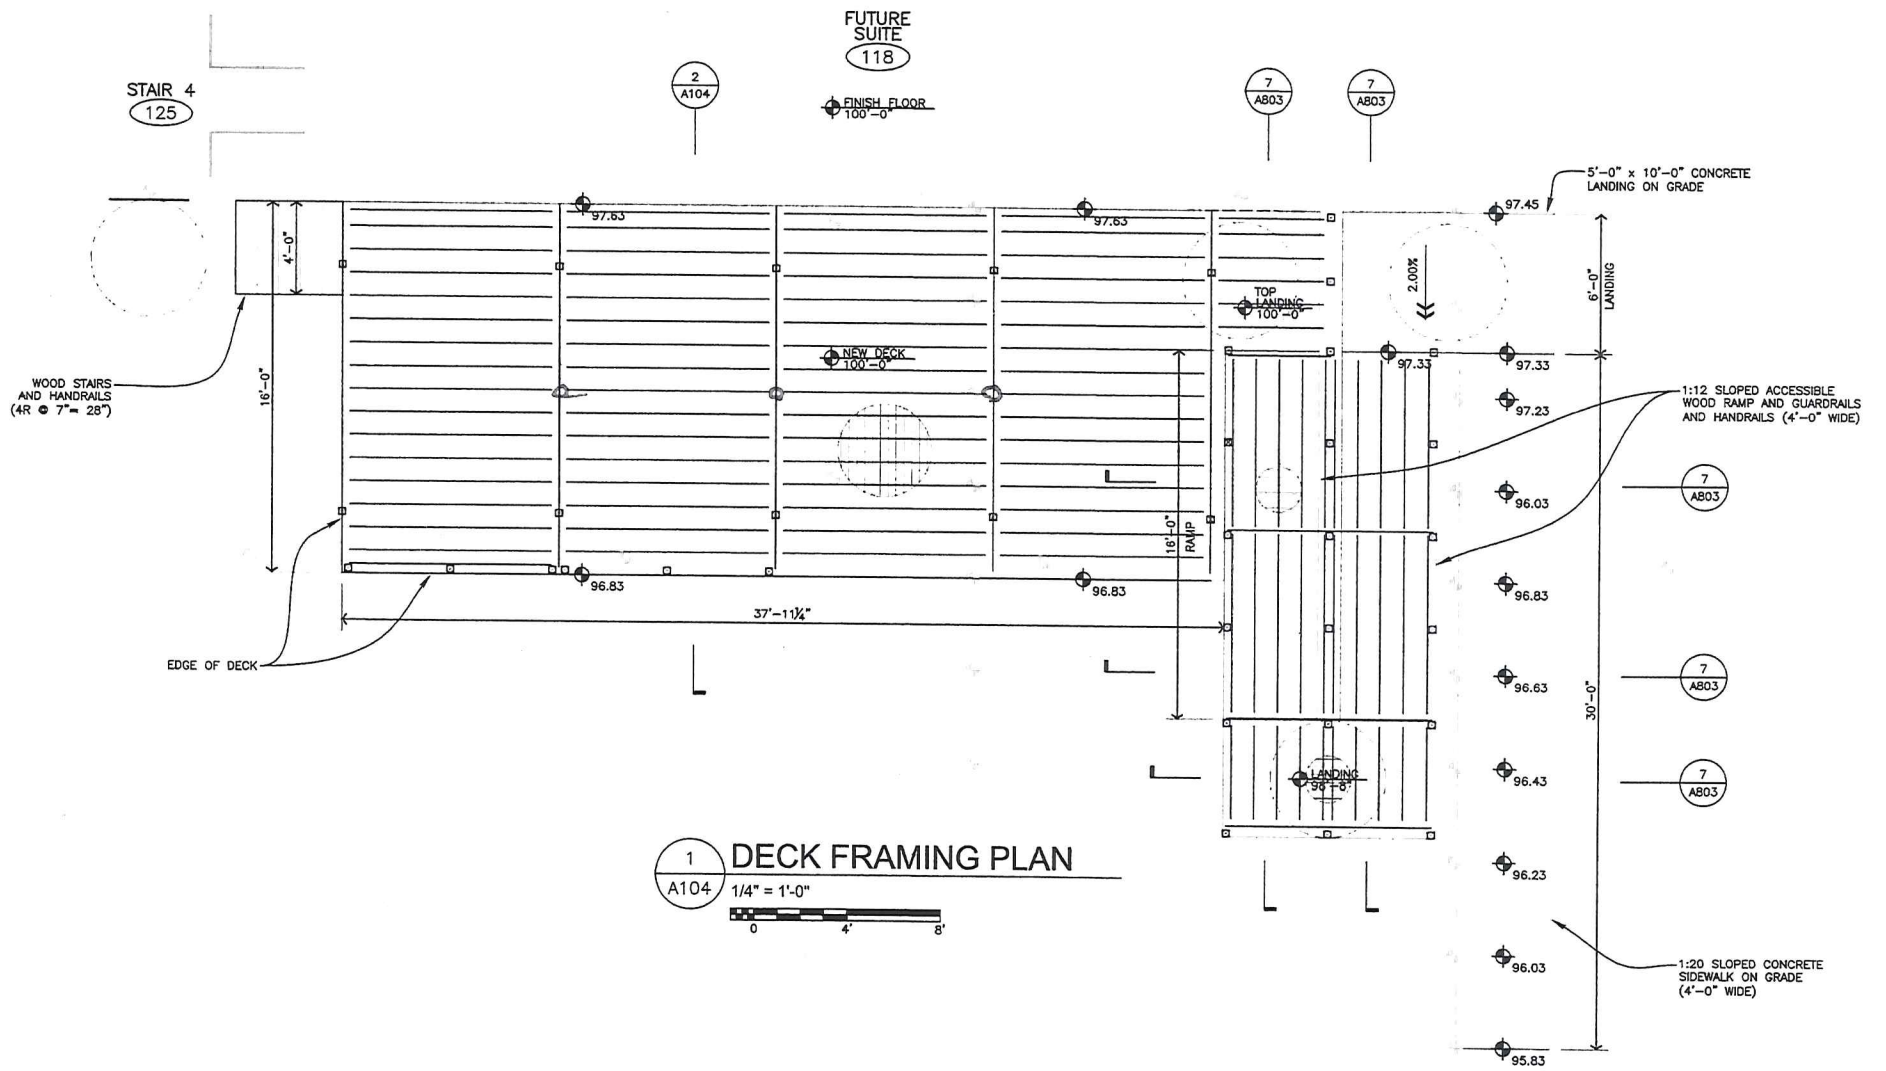 FUTURE
SUITE
118
STAIR 4
125
2
A104
FINISH FLOOR
100'-0"
7
A803
7
A803
5'-0" x 10'-0" CONCRETE
LANDING ON GRADE
97.63
97.63
97.45
4'-0"
2.00%
6'-0"
LANDING
TOP
LANDING
100'-0"
NEW DECK
100'-0"
97.33
97.33
WOOD STAIRS
AND HANDRAILS
(4R @ 7"= 28")
16'-0"
97.23
1:12 SLOPED ACCESSIBLE
WOOD RAMP AND GUARDRAILS
AND HANDRAILS (4'-0" WIDE)
96.03
7
A803
16'-0"
RAMP
96.83
96.83
96.83
37'-11¼"
EDGE OF DECK
96.63
7
A803
30'-0"
96.43
7
A803
LANDING
98'-8"
1
A104
DECK FRAMING PLAN
1/4" = 1'-0"
0 4' 8'
96.23
96.03
1:20 SLOPED CONCRETE
SIDEWALK ON GRADE
(4'-0" WIDE)
95.83